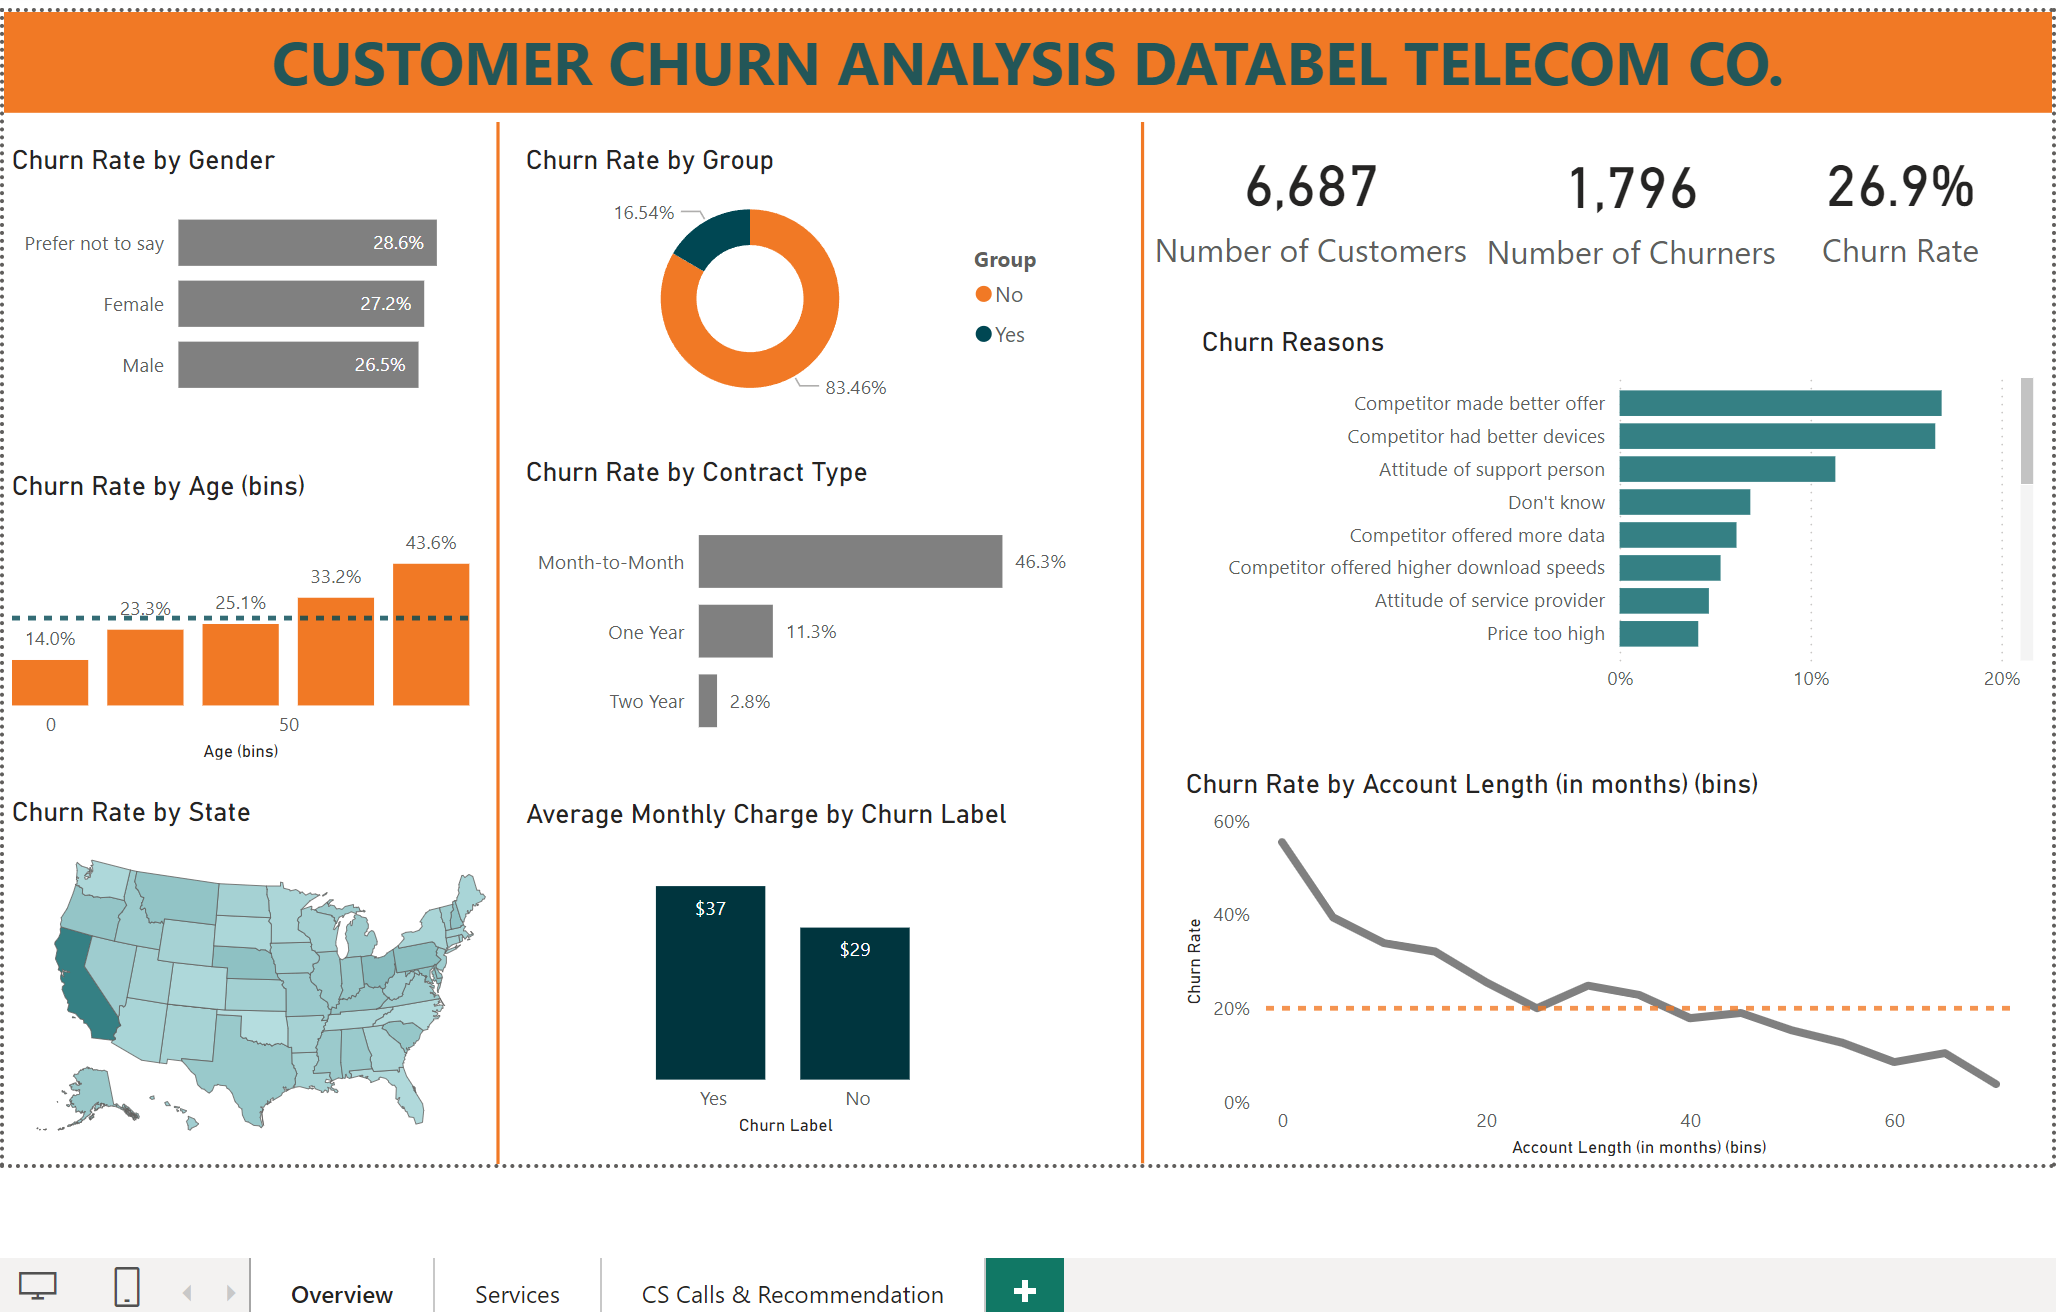 CUSTOMER CHURN ANALYSIS DATABEL TELECOM CO.
Churn Rate by Gender
Prefer not to say 28.6%
Female 27.2%
Male 26.5%
Churn Rate by Age (bins)
14.0% 23.3% 25.1% 33.2% 43.6%
0 50
Age (bins)
Churn Rate by State
Churn Rate by Group
16.54%
83.46%
Group
No
Yes
Churn Rate by Contract Type
Month-to-Month 46.3%
One Year 11.3%
Two Year 2.8%
Average Monthly Charge by Churn Label
$37 $29
Yes No
Churn Label
6,687 1,796 26.9%
Number of Customers Number of Churners Churn Rate
Churn Reasons
Competitor made better offer
Competitor had better devices
Attitude of support person
Don't know
Competitor offered more data
Competitor offered higher download speeds
Attitude of service provider
Price too high
0% 10% 20%
Churn Rate by Account Length (in months) (bins)
60%
40%
20%
0%
Churn Rate
0 20 40 60
Account Length (in months) (bins)
Overview Services CS Calls & Recommendation +